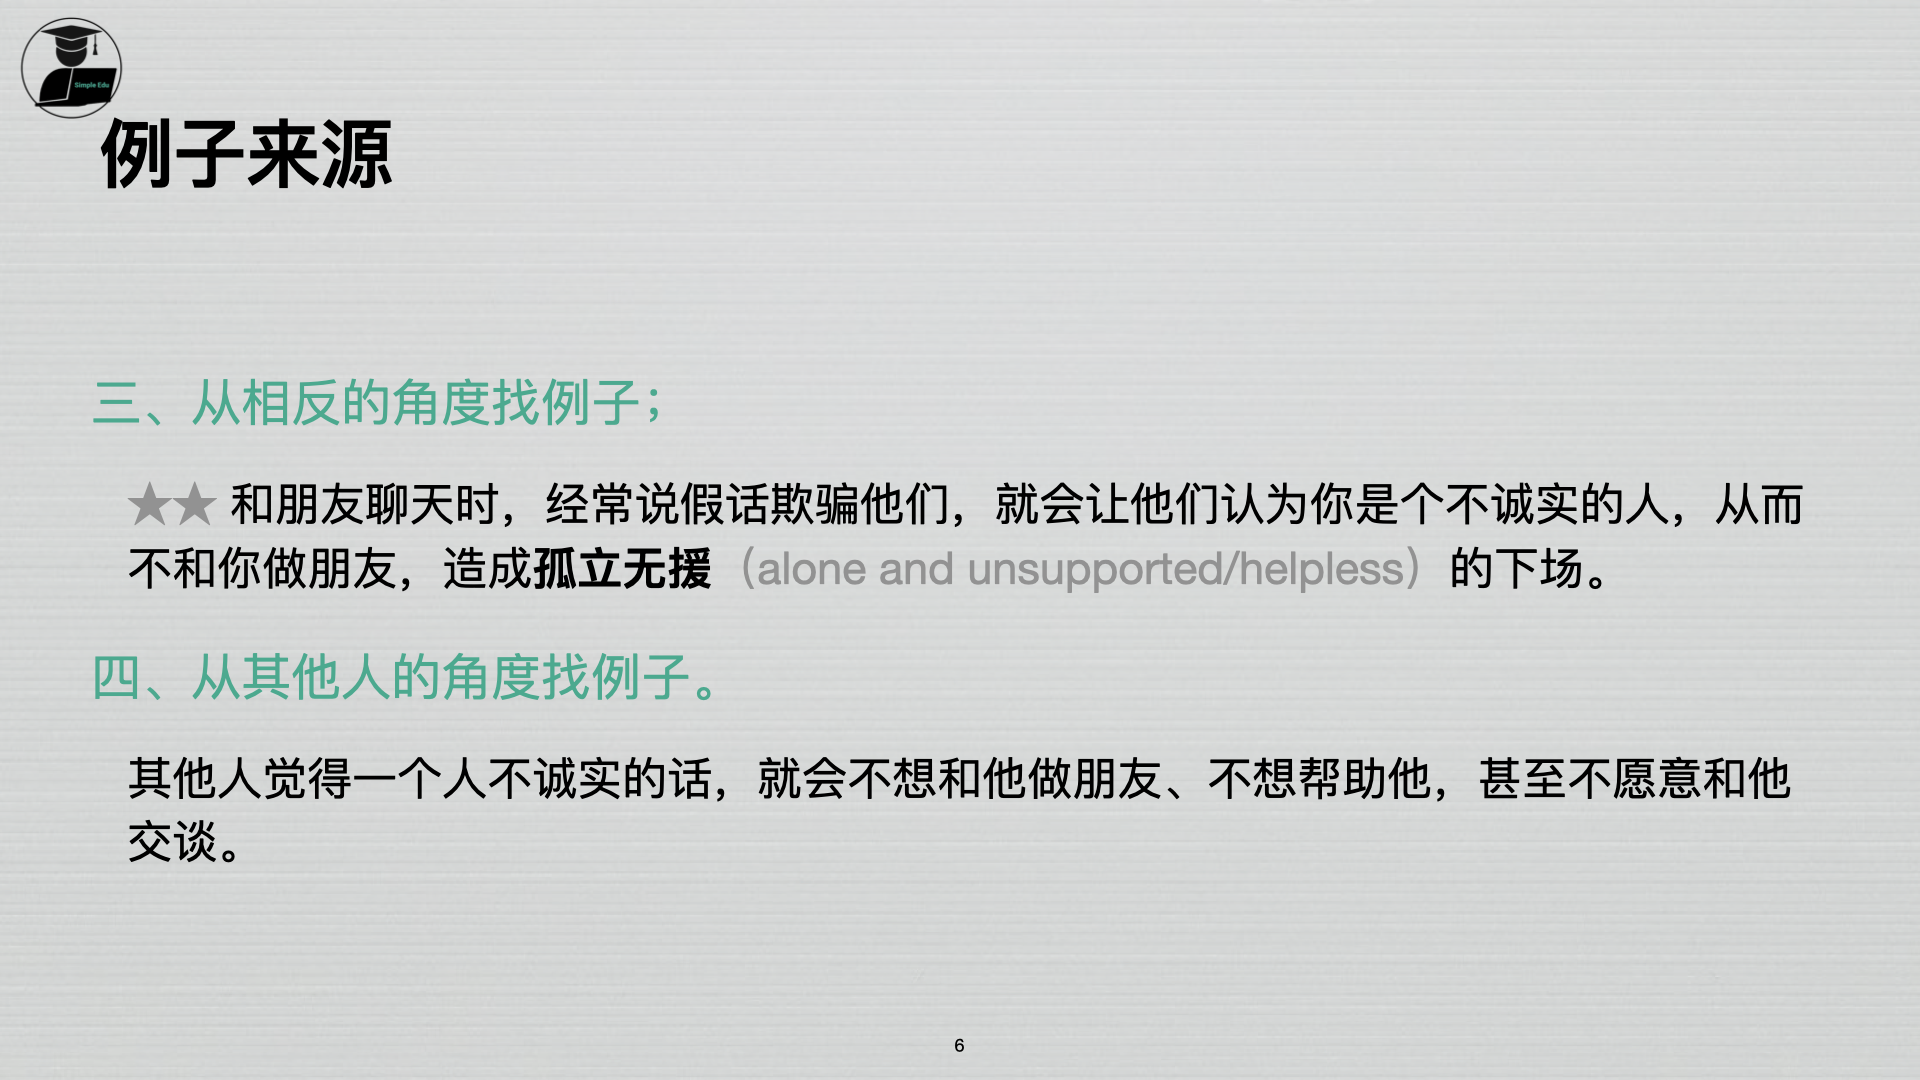 Simple Edu
例子来源
三、从相反的角度找例子；
★★ 和朋友聊天时，经常说假话欺骗他们，就会让他们认为你是个不诚实的人，从而
不和你做朋友，造成孤立无援（alone and unsupported/helpless）的下场。
四、从其他人的角度找例子。
其他人觉得一个人不诚实的话，就会不想和他做朋友、不想帮助他，甚至不愿意和他
交谈。
6